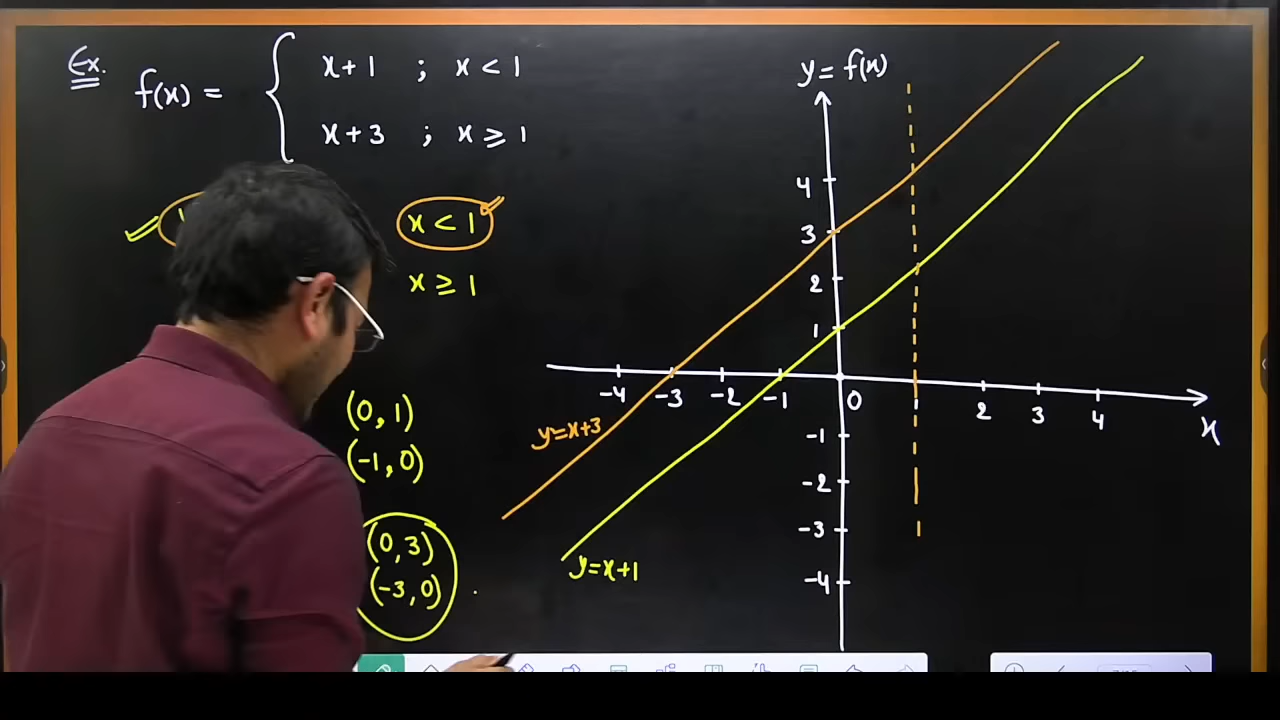 Ex.
f(x) = { x+1 ; x < 1
x+3 ; x ≥ 1
x < 1
x ≥ 1
(0, 1)
(-1, 0)
(0, 3)
(-3, 0)
y = f(x)
4
3
2
1
-4 -3 -2 -1 0 1 2 3 4
x
-1
-2
-3
-4
y=x+3
y=x+1